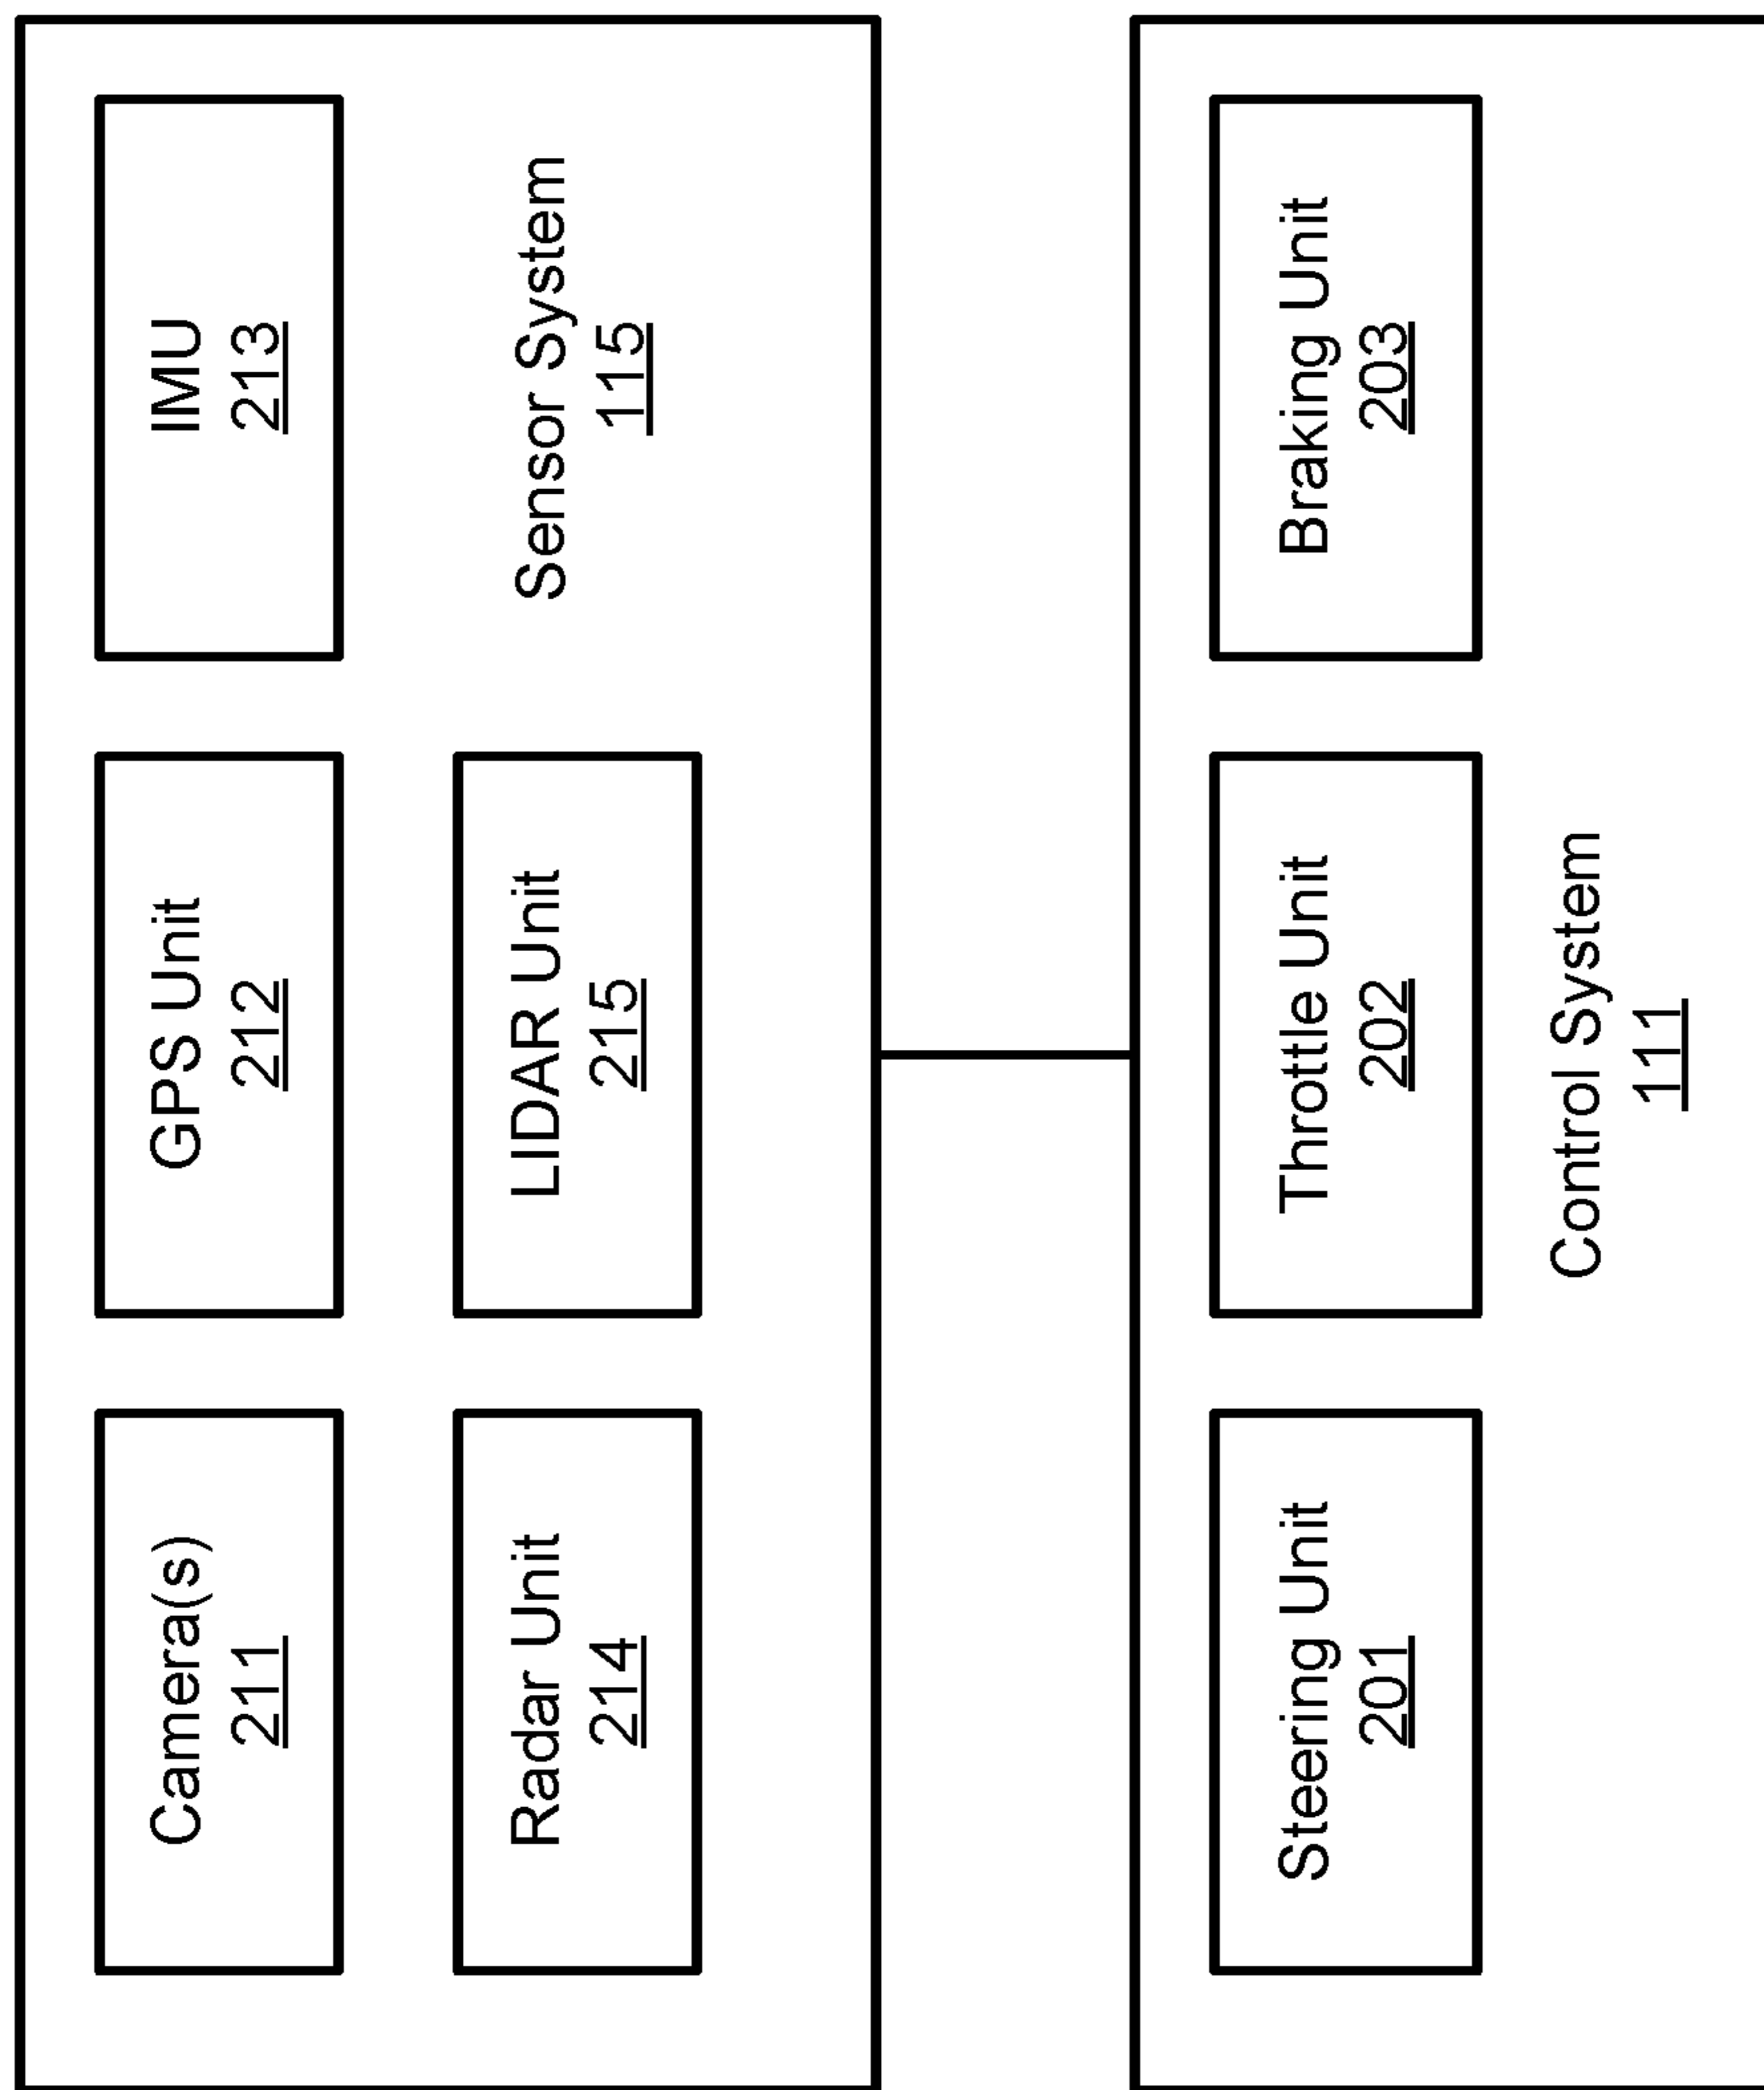 Camera(s)
211
GPS Unit
212
IMU
213
Radar Unit
214
LIDAR Unit
215
Sensor System
115
Steering Unit
201
Throttle Unit
202
Braking Unit
203
Control System
111